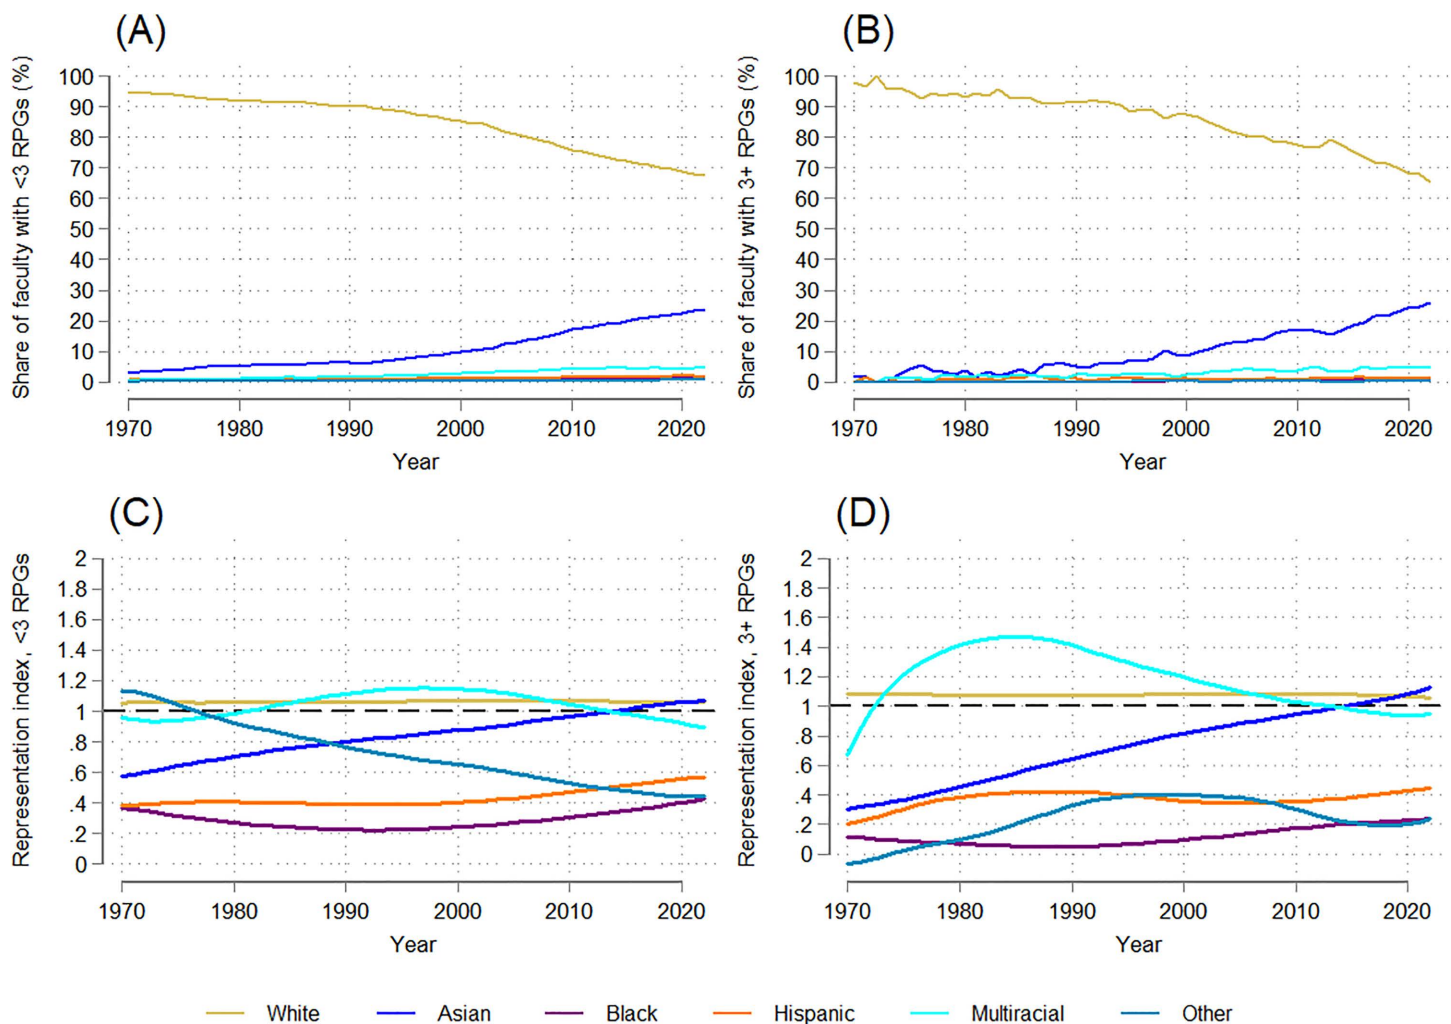 (A)
Share of faculty with <3 RPGs (%)
100
90
80
70
60
50
40
30
20
10
0
1970 1980 1990 2000 2010 2020
Year
(B)
Share of faculty with 3+ RPGs (%)
100
90
80
70
60
50
40
30
20
10
0
1970 1980 1990 2000 2010 2020
Year
(C)
Representation index, <3 RPGs
2
1.8
1.6
1.4
1.2
1
.8
.6
.4
.2
0
1970 1980 1990 2000 2010 2020
Year
(D)
Representation index, 3+ RPGs
2
1.8
1.6
1.4
1.2
1
.8
.6
.4
.2
0
1970 1980 1990 2000 2010 2020
Year
White Asian Black Hispanic Multiracial Other